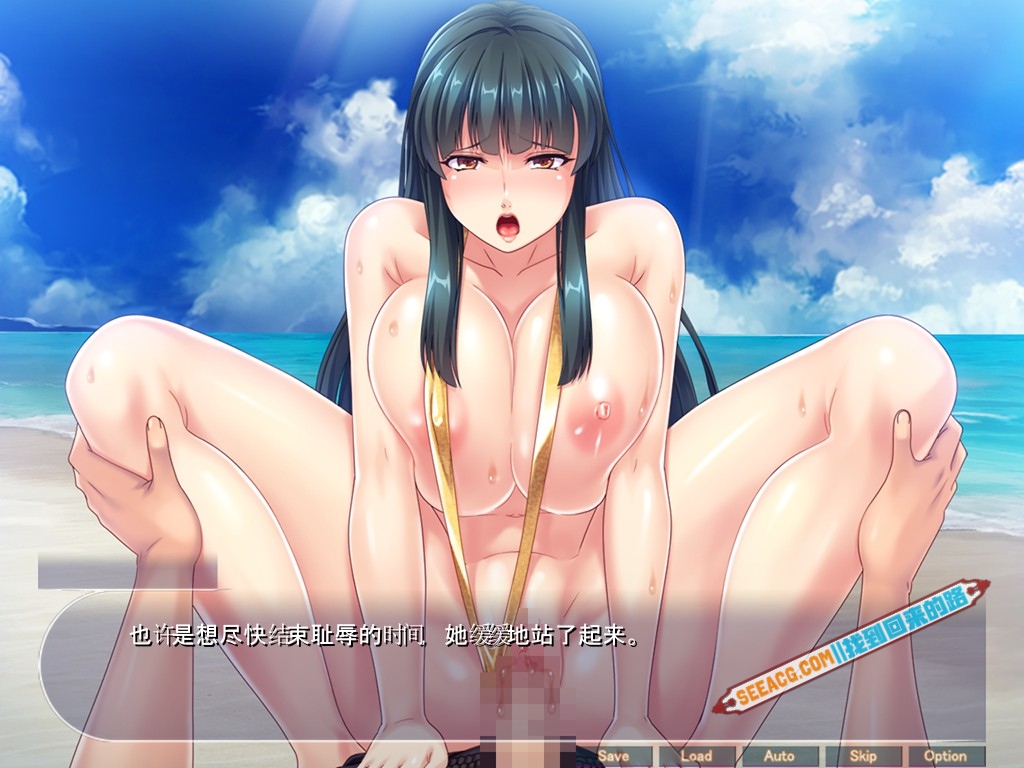 也许是想尽快结束耻辱的时间，她缓缓地站了起来。
SEEACG.COM||找到回来的路
Save Load Auto Skip Option